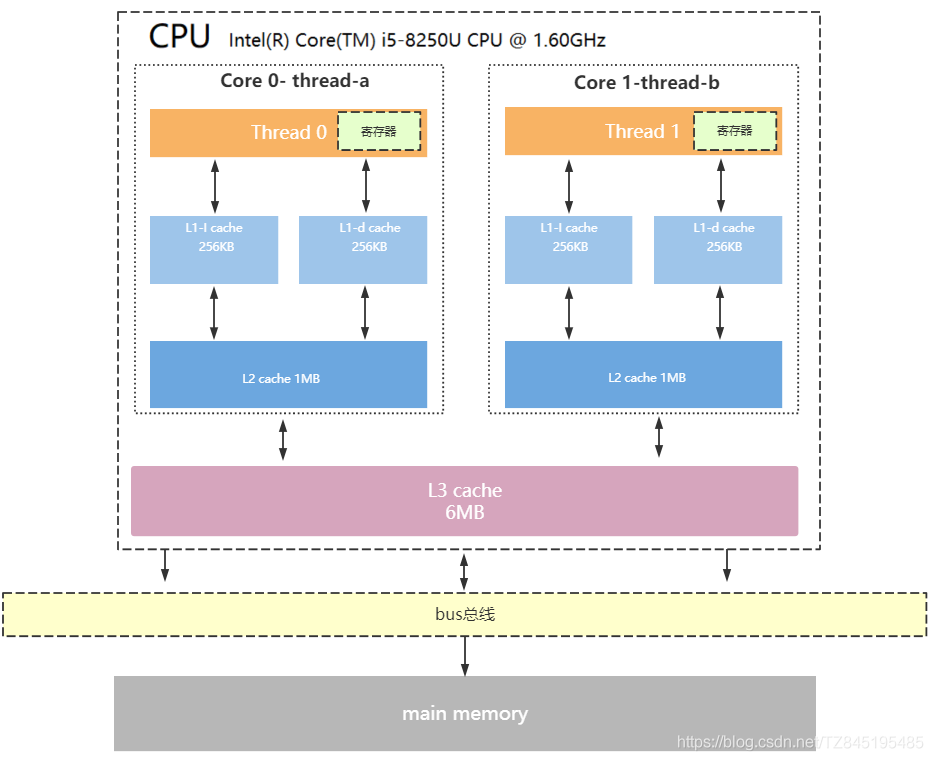 CPU Intel(R) Core(TM) i5-8250U CPU @ 1.60GHz
Core 0- thread-a
Core 1-thread-b
Thread 0
寄存器
Thread 1
寄存器
L1-I cache
256KB
L1-d cache
256KB
L1-I cache
256KB
L1-d cache
256KB
L2 cache 1MB
L2 cache 1MB
L3 cache
6MB
bus总线
main memory
https://blog.csdn.net/TZ845195485